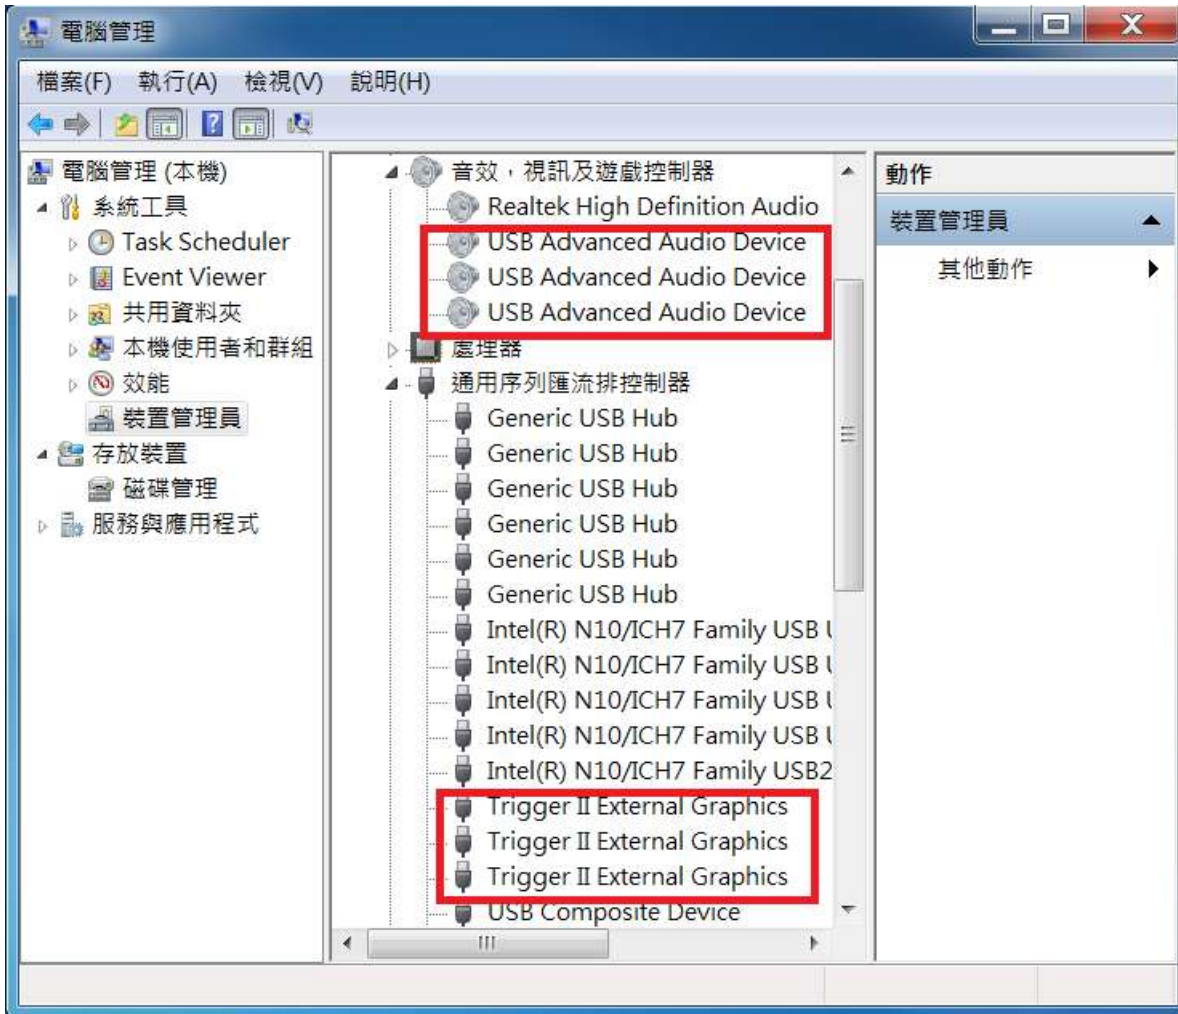 電腦管理
檔案(F) 執行(A) 檢視(V) 說明(H)
電腦管理 (本機)
系統工具
Task Scheduler
Event Viewer
共用資料夾
本機使用者和群組
效能
裝置管理員
存放裝置
磁碟管理
服務與應用程式
音效，視訊及遊戲控制器
Realtek High Definition Audio
USB Advanced Audio Device
USB Advanced Audio Device
USB Advanced Audio Device
處理器
通用序列匯流排控制器
Generic USB Hub
Generic USB Hub
Generic USB Hub
Generic USB Hub
Generic USB Hub
Generic USB Hub
Intel(R) N10/ICH7 Family USB U
Intel(R) N10/ICH7 Family USB U
Intel(R) N10/ICH7 Family USB U
Intel(R) N10/ICH7 Family USB U
Intel(R) N10/ICH7 Family USB2
Trigger II External Graphics
Trigger II External Graphics
Trigger II External Graphics
USB Composite Device
動作
裝置管理員
其他動作